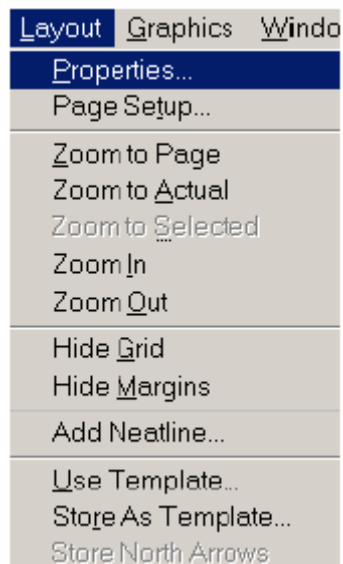 Layout Graphics Windo
Properties...
Page Setup...
Zoom to Page
Zoom to Actual
Zoom to Selected
Zoom In
Zoom Out
Hide Grid
Hide Margins
Add Neatline...
Use Template...
Store As Template...
Store North Arrows